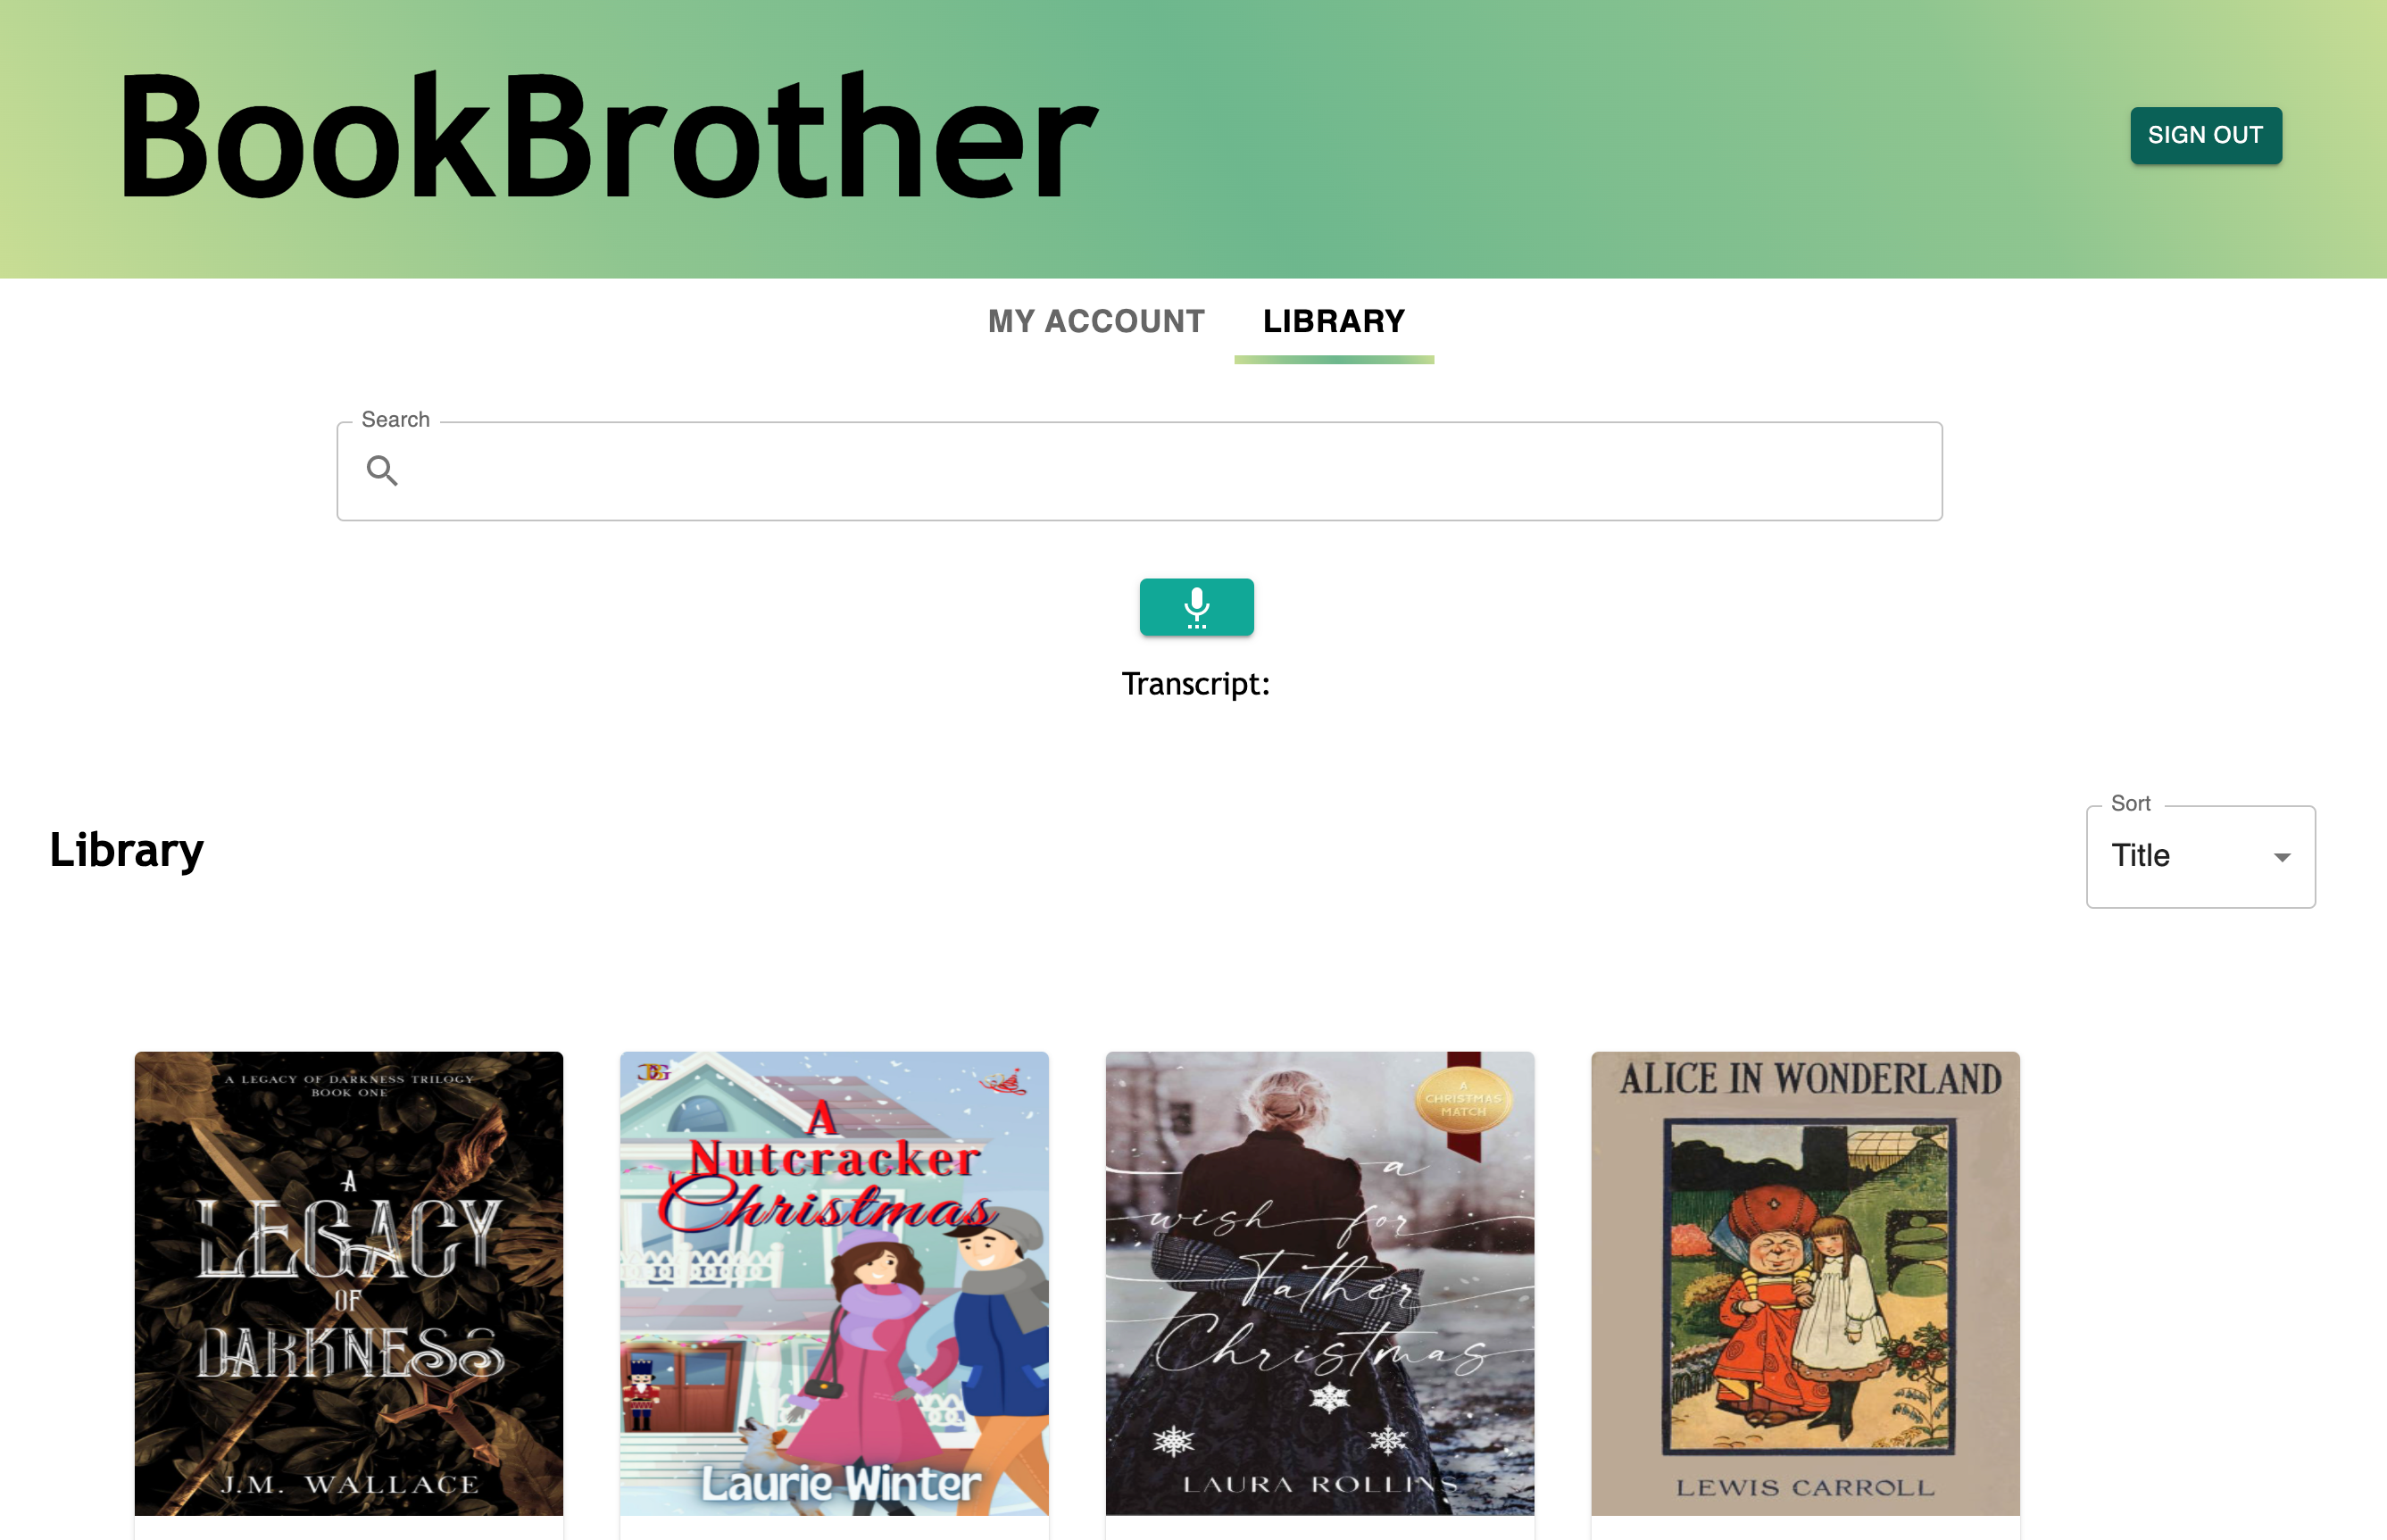 BookBrother
SIGN OUT
MY ACCOUNT
LIBRARY
Search
Transcript:
Library
Sort
Title
A LEGACY OF DARKNESS TRILOGY
BOOK ONE
A
LEGACY
OF
DARKNESS
J.M. WALLACE
A
Nutcracker
Christmas
Laurie Winter
A
CHRISTMAS
MATCH
a
wish for
Father
Christmas
LAURA ROLLINS
ALICE IN WONDERLAND
LEWIS CARROLL